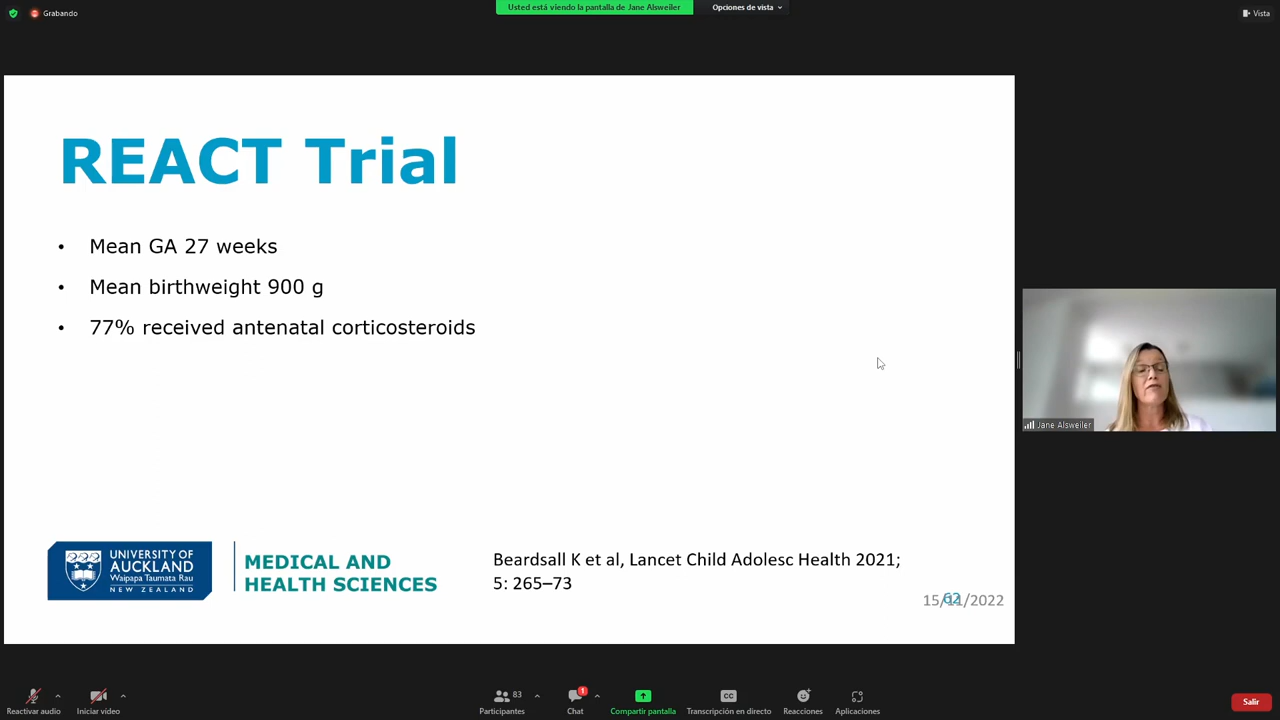 Grabando
Usted está viendo la pantalla de Jane Alsweiler
Opciones de vista
Vista
REACT Trial
• Mean GA 27 weeks
• Mean birthweight 900 g
• 77% received antenatal corticosteroids
Jane Alsweiler
UNIVERSITY OF
AUCKLAND
Waipapa Taumata Rau
NEW ZEALAND
MEDICAL AND
HEALTH SCIENCES
Beardsall K et al, Lancet Child Adolesc Health 2021;
5: 265–73
15/11/2022
62
Reactivar audio
Iniciar video
83
Participantes
1
Chat
Compartir pantalla
CC
Transcripción en directo
Reacciones
Aplicaciones
Salir